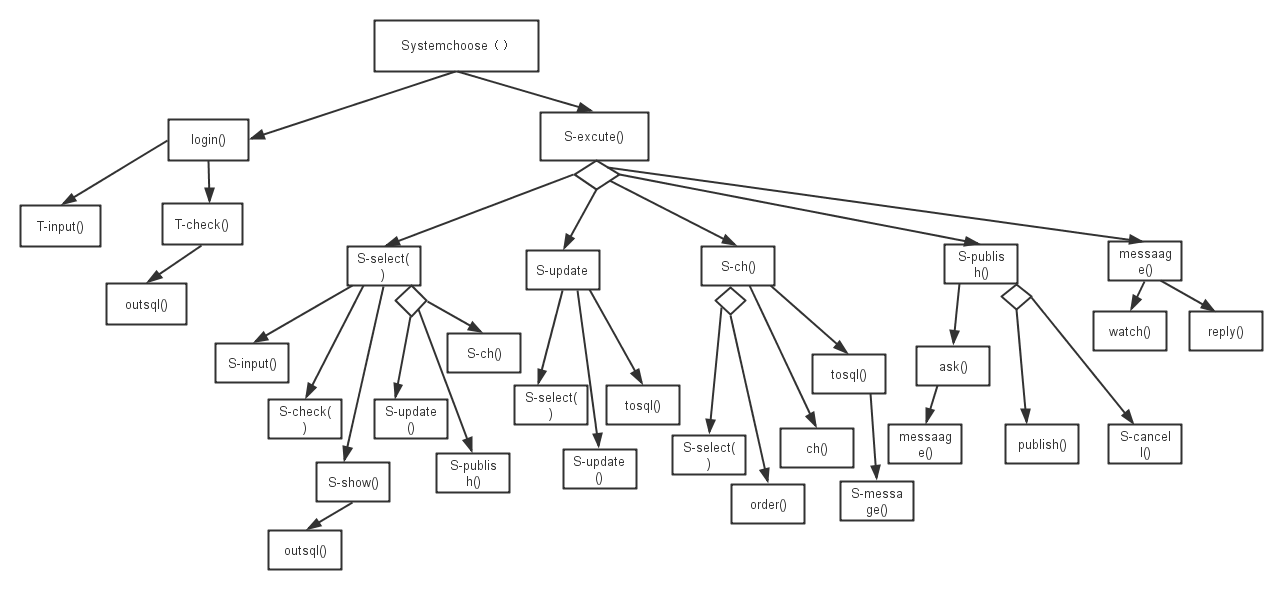 Systemchoose（）
login()
S-excute()
T-input()
T-check()
outsql()
S-select(
)
S-update
S-ch()
S-publis
h()
messaag
e()
S-input()
S-check(
)
S-show()
outsql()
S-update
()
S-publis
h()
S-ch()
S-select(
)
S-update
()
tosql()
S-select(
)
order()
ch()
tosql()
S-messa
ge()
ask()
messaag
e()
publish()
S-cancel
l()
watch()
reply()